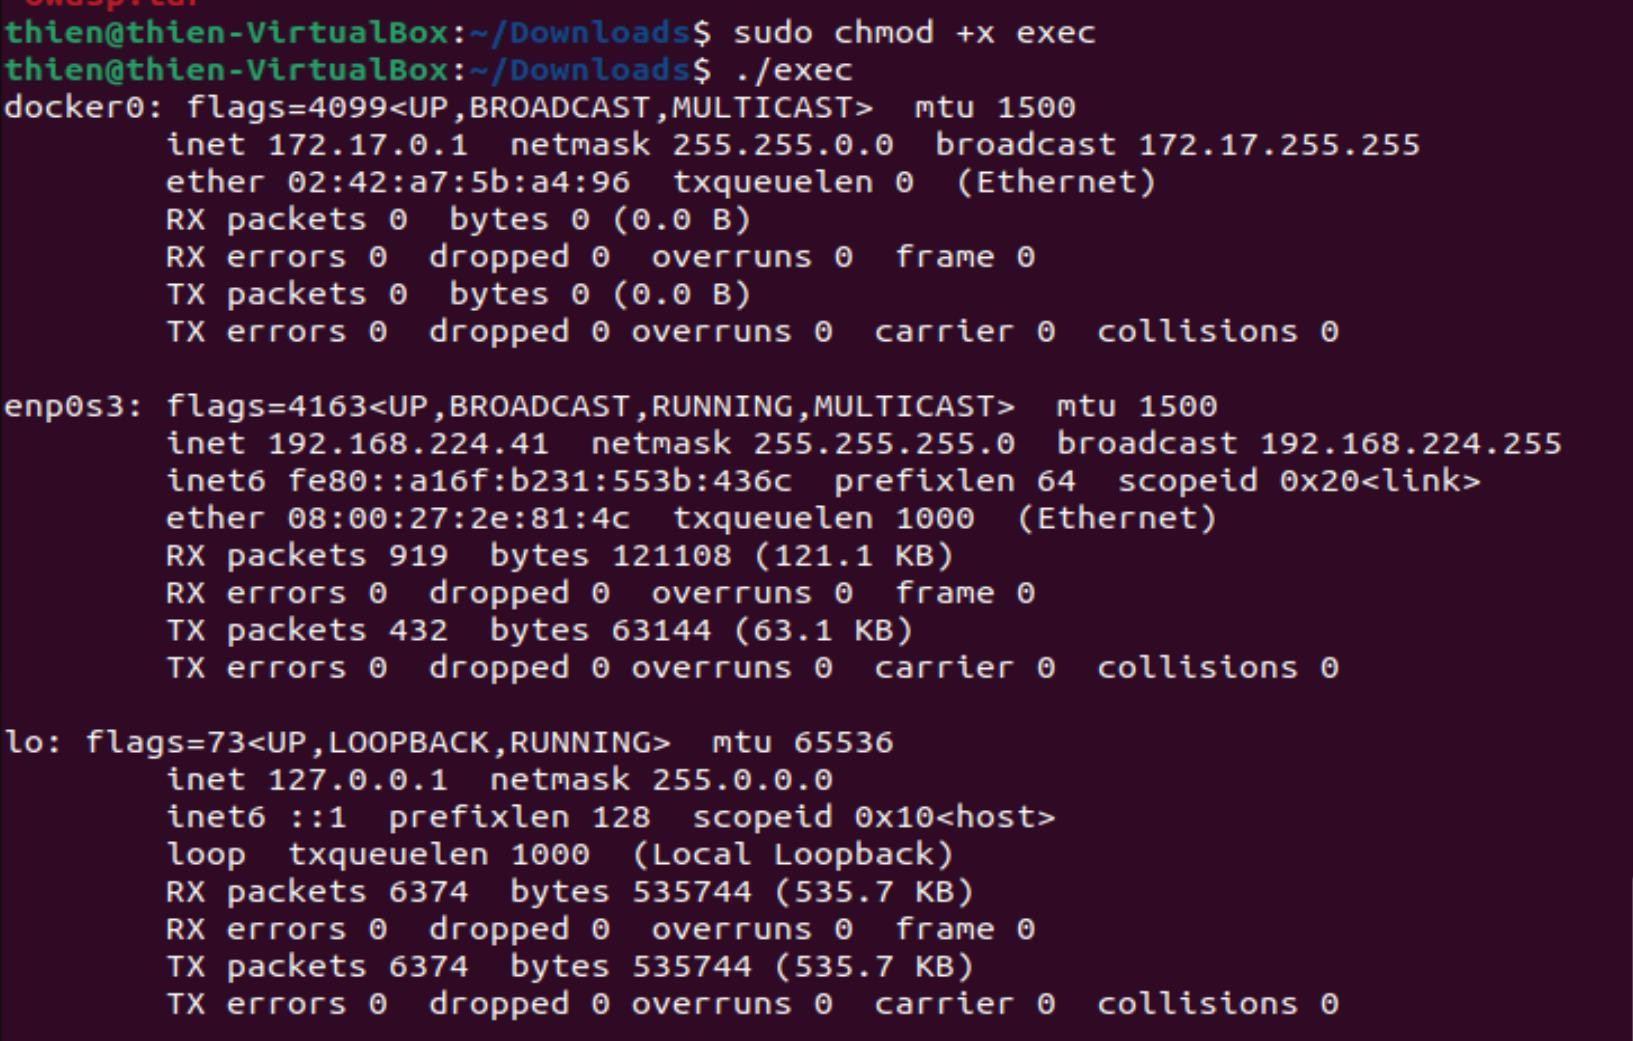 owasp.tar
thien@thien-VirtualBox:~/Downloads$ sudo chmod +x exec
thien@thien-VirtualBox:~/Downloads$ ./exec
docker0: flags=4099<UP,BROADCAST,MULTICAST>  mtu 1500
        inet 172.17.0.1  netmask 255.255.0.0  broadcast 172.17.255.255
        ether 02:42:a7:5b:a4:96  txqueuelen 0  (Ethernet)
        RX packets 0  bytes 0 (0.0 B)
        RX errors 0  dropped 0  overruns 0  frame 0
        TX packets 0  bytes 0 (0.0 B)
        TX errors 0  dropped 0 overruns 0  carrier 0  collisions 0

enp0s3: flags=4163<UP,BROADCAST,RUNNING,MULTICAST>  mtu 1500
        inet 192.168.224.41  netmask 255.255.255.0  broadcast 192.168.224.255
        inet6 fe80::a16f:b231:553b:436c  prefixlen 64  scopeid 0x20<link>
        ether 08:00:27:2e:81:4c  txqueuelen 1000  (Ethernet)
        RX packets 919  bytes 121108 (121.1 KB)
        RX errors 0  dropped 0  overruns 0  frame 0
        TX packets 432  bytes 63144 (63.1 KB)
        TX errors 0  dropped 0 overruns 0  carrier 0  collisions 0

lo: flags=73<UP,LOOPBACK,RUNNING>  mtu 65536
        inet 127.0.0.1  netmask 255.0.0.0
        inet6 ::1  prefixlen 128  scopeid 0x10<host>
        loop  txqueuelen 1000  (Local Loopback)
        RX packets 6374  bytes 535744 (535.7 KB)
        RX errors 0  dropped 0  overruns 0  frame 0
        TX packets 6374  bytes 535744 (535.7 KB)
        TX errors 0  dropped 0 overruns 0  carrier 0  collisions 0